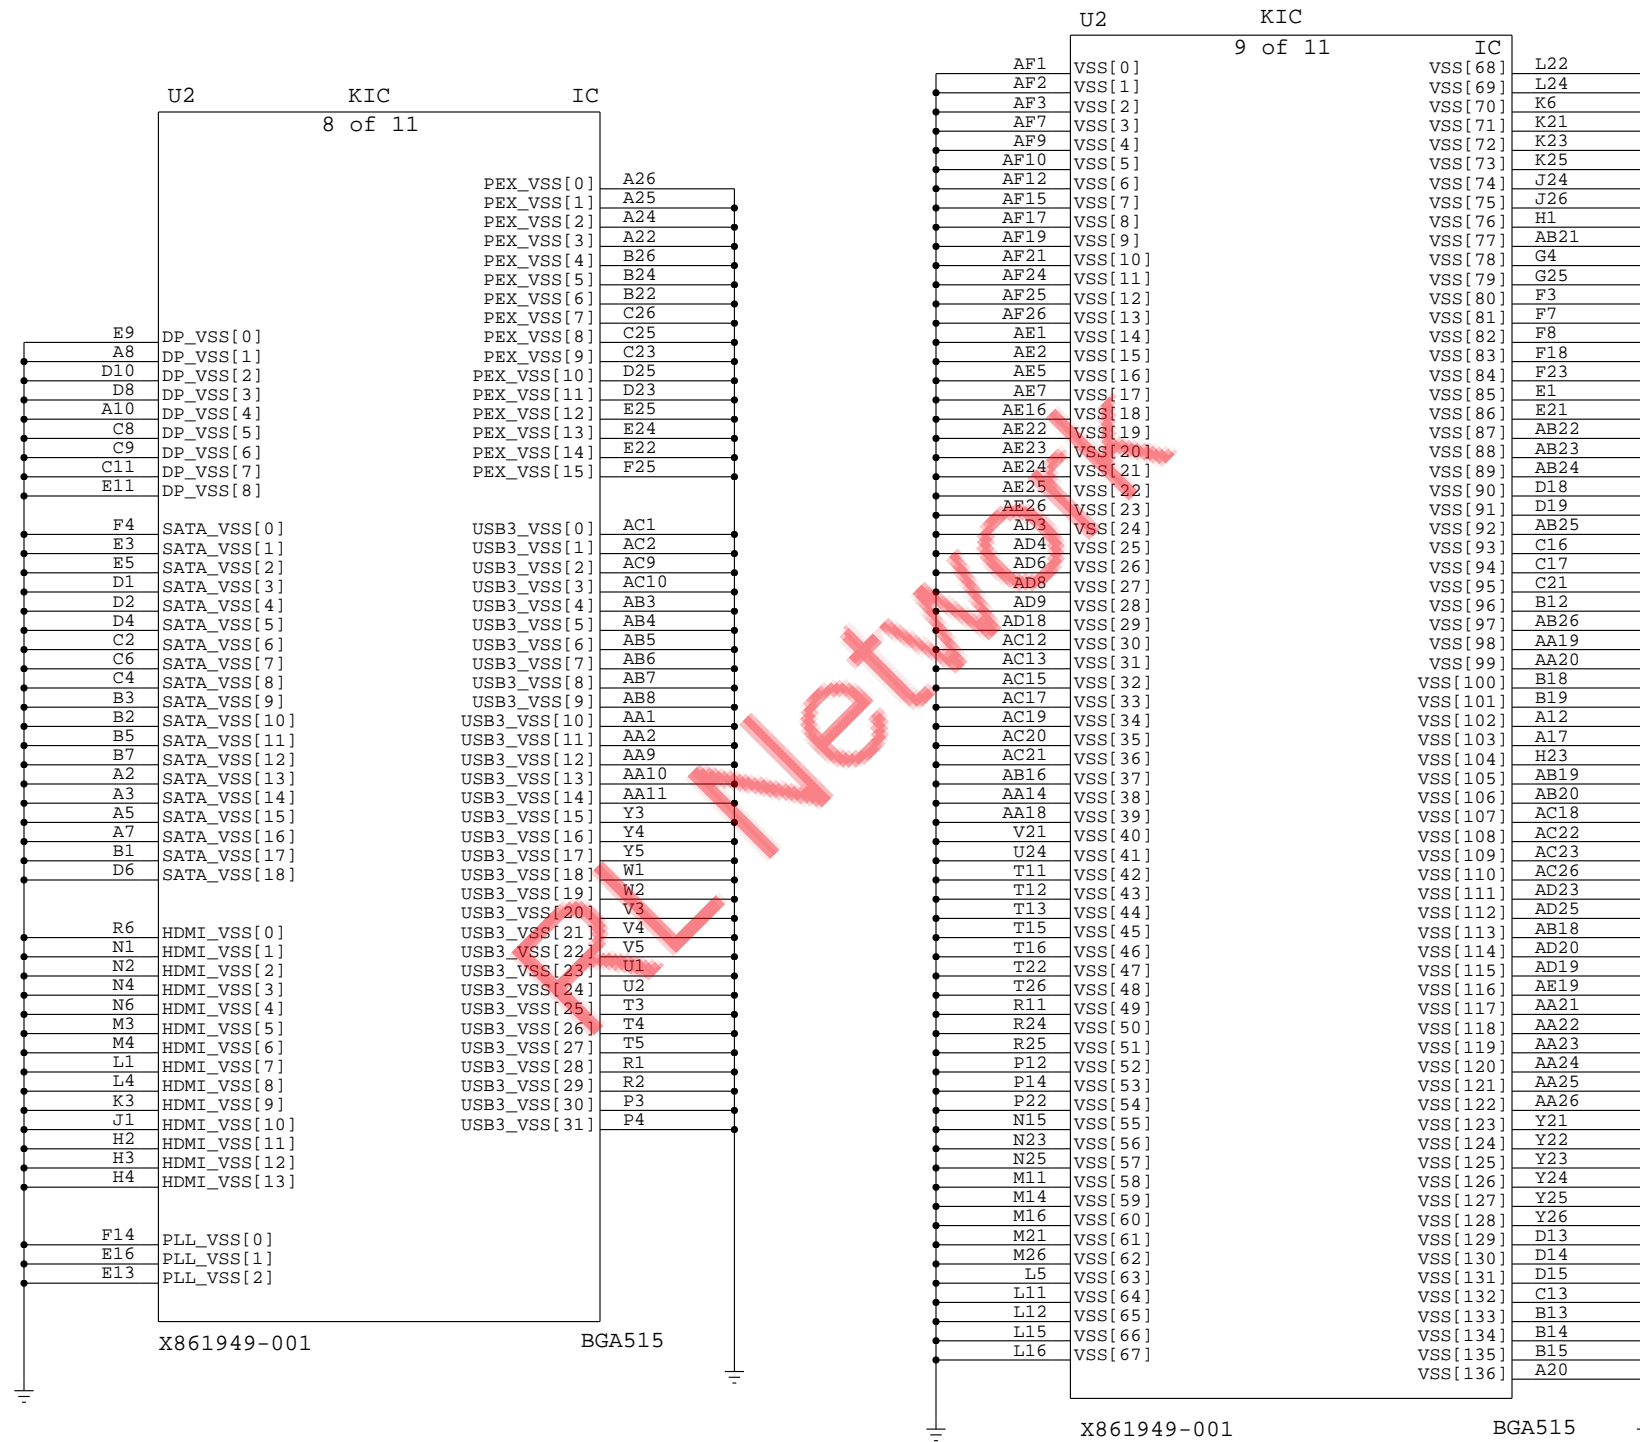 U2 KIC IC
8 of 11
PEX_VSS[0] A26
PEX_VSS[1] A25
PEX_VSS[2] A24
PEX_VSS[3] A22
PEX_VSS[4] B26
PEX_VSS[5] B24
PEX_VSS[6] B22
PEX_VSS[7] C26
E9 DP_VSS[0] PEX_VSS[8] C25
A8 DP_VSS[1] PEX_VSS[9] C23
D10 DP_VSS[2] PEX_VSS[10] D25
D8 DP_VSS[3] PEX_VSS[11] D23
A10 DP_VSS[4] PEX_VSS[12] E25
C8 DP_VSS[5] PEX_VSS[13] E24
C9 DP_VSS[6] PEX_VSS[14] E22
C11 DP_VSS[7] PEX_VSS[15] F25
E11 DP_VSS[8]
F4 SATA_VSS[0] USB3_VSS[0] AC1
E3 SATA_VSS[1] USB3_VSS[1] AC2
E5 SATA_VSS[2] USB3_VSS[2] AC9
D1 SATA_VSS[3] USB3_VSS[3] AC10
D2 SATA_VSS[4] USB3_VSS[4] AB3
D4 SATA_VSS[5] USB3_VSS[5] AB4
C2 SATA_VSS[6] USB3_VSS[6] AB5
C6 SATA_VSS[7] USB3_VSS[7] AB6
C4 SATA_VSS[8] USB3_VSS[8] AB7
B3 SATA_VSS[9] USB3_VSS[9] AB8
B2 SATA_VSS[10] USB3_VSS[10] AA1
B5 SATA_VSS[11] USB3_VSS[11] AA2
B7 SATA_VSS[12] USB3_VSS[12] AA9
A2 SATA_VSS[13] USB3_VSS[13] AA10
A3 SATA_VSS[14] USB3_VSS[14] AA11
A5 SATA_VSS[15] USB3_VSS[15] Y3
A7 SATA_VSS[16] USB3_VSS[16] Y4
B1 SATA_VSS[17] USB3_VSS[17] Y5
D6 SATA_VSS[18] USB3_VSS[18] W1
USB3_VSS[19] W2
USB3_VSS[20] V3
R6 HDMI_VSS[0] USB3_VSS[21] V4
N1 HDMI_VSS[1] USB3_VSS[22] V5
N2 HDMI_VSS[2] USB3_VSS[23] U1
N4 HDMI_VSS[3] USB3_VSS[24] U2
N6 HDMI_VSS[4] USB3_VSS[25] T3
M3 HDMI_VSS[5] USB3_VSS[26] T4
M4 HDMI_VSS[6] USB3_VSS[27] T5
L1 HDMI_VSS[7] USB3_VSS[28] R1
L4 HDMI_VSS[8] USB3_VSS[29] R2
K3 HDMI_VSS[9] USB3_VSS[30] P3
J1 HDMI_VSS[10] USB3_VSS[31] P4
H2 HDMI_VSS[11]
H3 HDMI_VSS[12]
H4 HDMI_VSS[13]
F14 PLL_VSS[0]
E16 PLL_VSS[1]
E13 PLL_VSS[2]
X861949-001 BGA515
U2 KIC
9 of 11 IC
AF1 VSS[0] VSS[68] L22
AF2 VSS[1] VSS[69] L24
AF3 VSS[2] VSS[70] K6
AF7 VSS[3] VSS[71] K21
AF9 VSS[4] VSS[72] K23
AF10 VSS[5] VSS[73] K25
AF12 VSS[6] VSS[74] J24
AF15 VSS[7] VSS[75] J26
AF17 VSS[8] VSS[76] H1
AF19 VSS[9] VSS[77] AB21
AF21 VSS[10] VSS[78] G4
AF24 VSS[11] VSS[79] G25
AF25 VSS[12] VSS[80] F3
AF26 VSS[13] VSS[81] F7
AE1 VSS[14] VSS[82] F8
AE2 VSS[15] VSS[83] F18
AE5 VSS[16] VSS[84] F23
AE7 VSS[17] VSS[85] E1
AE16 VSS[18] VSS[86] E21
AE22 VSS[19] VSS[87] AB22
AE23 VSS[20] VSS[88] AB23
AE24 VSS[21] VSS[89] AB24
AE25 VSS[22] VSS[90] D18
AE26 VSS[23] VSS[91] D19
AD3 VSS[24] VSS[92] AB25
AD4 VSS[25] VSS[93] C16
AD6 VSS[26] VSS[94] C17
AD8 VSS[27] VSS[95] C21
AD9 VSS[28] VSS[96] B12
AD18 VSS[29] VSS[97] AB26
AC12 VSS[30] VSS[98] AA19
AC13 VSS[31] VSS[99] AA20
AC15 VSS[32] VSS[100] B18
AC17 VSS[33] VSS[101] B19
AC19 VSS[34] VSS[102] A12
AC20 VSS[35] VSS[103] A17
AC21 VSS[36] VSS[104] H23
AB16 VSS[37] VSS[105] AB19
AA14 VSS[38] VSS[106] AB20
AA18 VSS[39] VSS[107] AC18
V21 VSS[40] VSS[108] AC22
U24 VSS[41] VSS[109] AC23
T11 VSS[42] VSS[110] AC26
T12 VSS[43] VSS[111] AD23
T13 VSS[44] VSS[112] AD25
T15 VSS[45] VSS[113] AB18
T16 VSS[46] VSS[114] AD20
T22 VSS[47] VSS[115] AD19
T26 VSS[48] VSS[116] AE19
R11 VSS[49] VSS[117] AA21
R24 VSS[50] VSS[118] AA22
R25 VSS[51] VSS[119] AA23
P12 VSS[52] VSS[120] AA24
P14 VSS[53] VSS[121] AA25
P22 VSS[54] VSS[122] AA26
N15 VSS[55] VSS[123] Y21
N23 VSS[56] VSS[124] Y22
N25 VSS[57] VSS[125] Y23
M11 VSS[58] VSS[126] Y24
M14 VSS[59] VSS[127] Y25
M16 VSS[60] VSS[128] Y26
M21 VSS[61] VSS[129] D13
M26 VSS[62] VSS[130] D14
L5 VSS[63] VSS[131] D15
L11 VSS[64] VSS[132] C13
L12 VSS[65] VSS[133] B13
L15 VSS[66] VSS[134] B14
L16 VSS[67] VSS[135] B15
VSS[136] A20
X861949-001 BGA515
RL Network